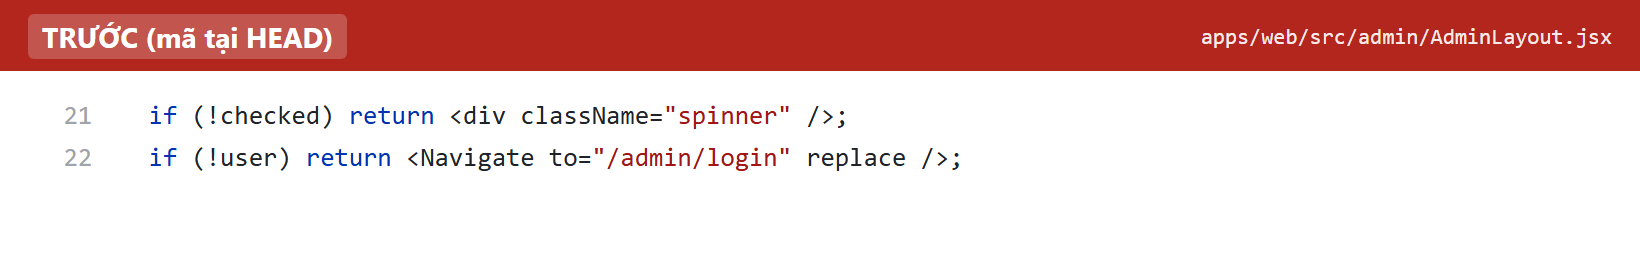 TRƯỚC (mã tại HEAD)
apps/web/src/admin/AdminLayout.jsx
21 if (!checked) return <div className="spinner" />;
22 if (!user) return <Navigate to="/admin/login" replace />;